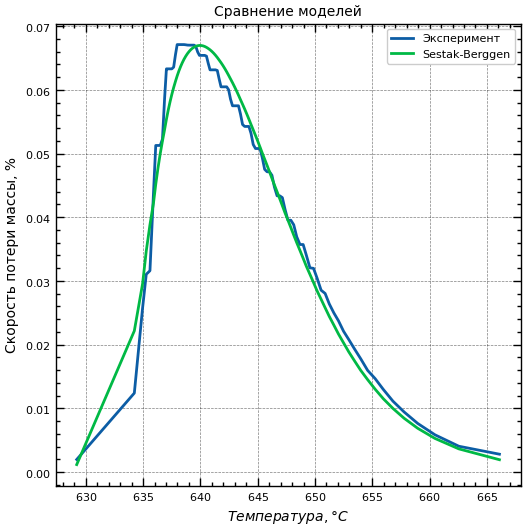 Сравнение моделей
Эксперимент
Sestak-Berggen
Скорость потери массы, %
0.07
0.06
0.05
0.04
0.03
0.02
0.01
0.00
630 635 640 645 650 655 660 665
Температура, °C